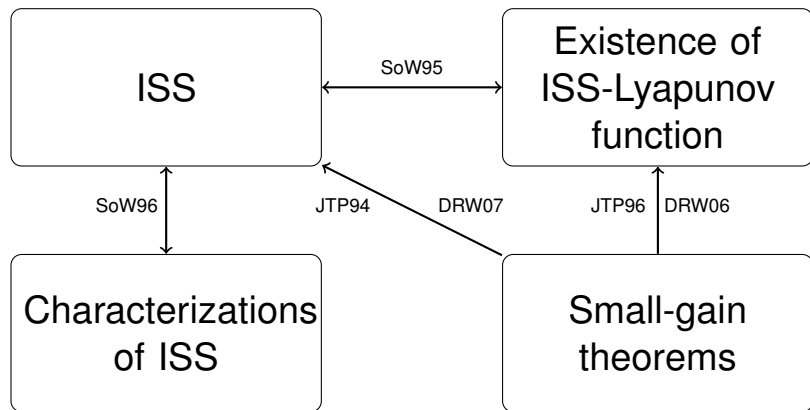 ISS
SoW95
Existence of
ISS-Lyapunov
function
SoW96
JTP94
DRW07
JTP96
DRW06
Characterizations
of ISS
Small-gain
theorems